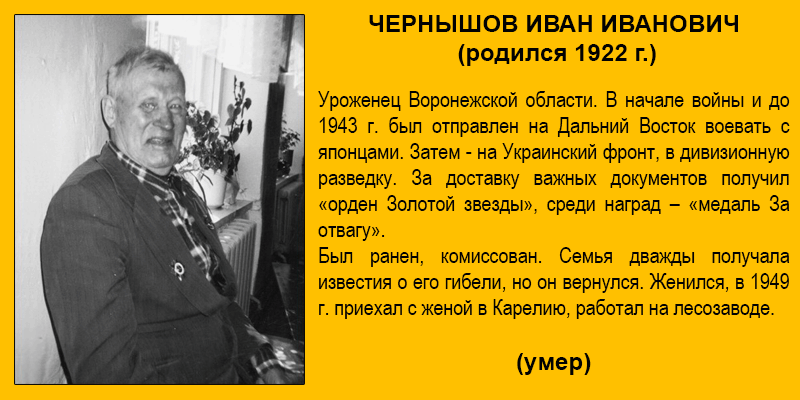 ЧЕРНЫШОВ ИВАН ИВАНОВИЧ
(родился 1922 г.)
Уроженец Воронежской области. В начале войны и до
1943 г. был отправлен на Дальний Восток воевать с
японцами. Затем - на Украинский фронт, в дивизионную
разведку. За доставку важных документов получил
«орден Золотой звезды», среди наград – «медаль За
отвагу».
Был ранен, комиссован. Семья дважды получала
известия о его гибели, но он вернулся. Женился, в 1949
г. приехал с женой в Карелию, работал на лесозаводе.
(умер)